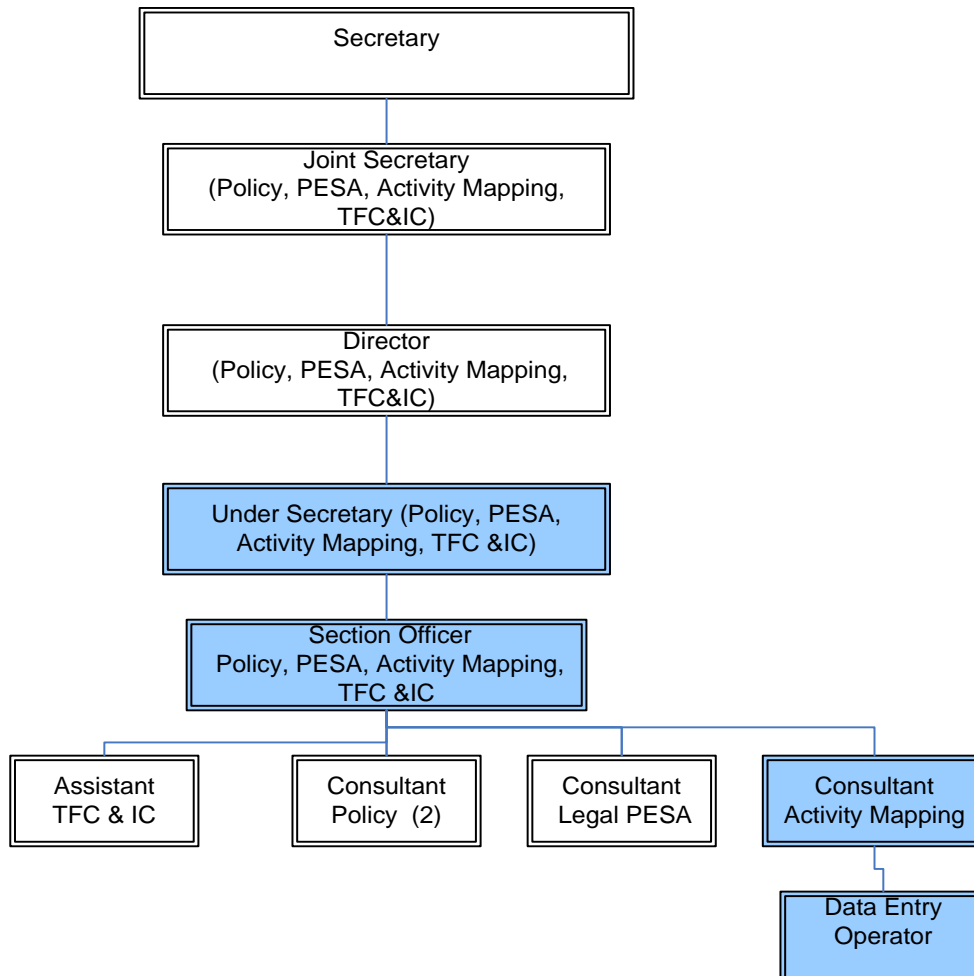 Secretary
Joint Secretary
(Policy, PESA, Activity Mapping,
TFC&IC)
Director
(Policy, PESA, Activity Mapping,
TFC&IC)
Under Secretary (Policy, PESA,
Activity Mapping, TFC &IC)
Section Officer
Policy, PESA, Activity Mapping,
TFC &IC
Assistant
TFC & IC
Consultant
Policy (2)
Consultant
Legal PESA
Consultant
Activity Mapping
Data Entry
Operator